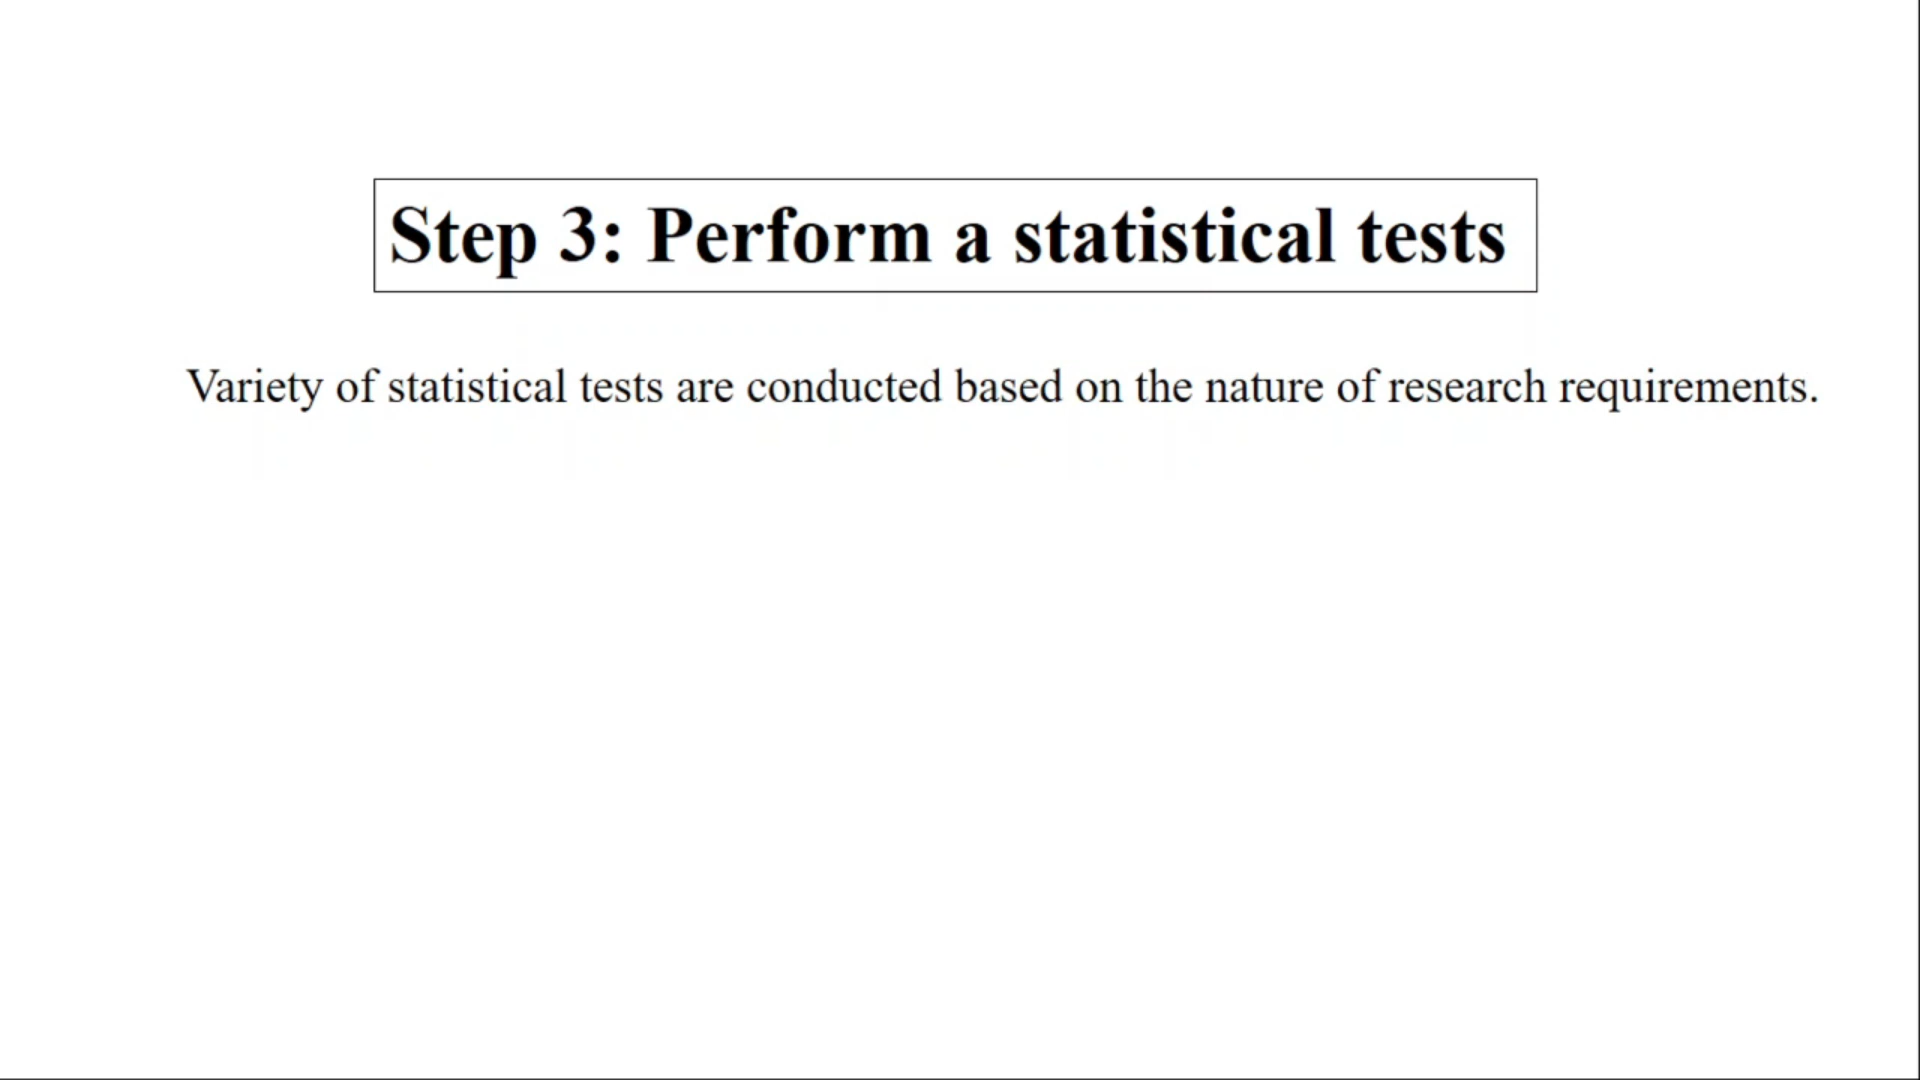 Step 3: Perform a statistical tests
Variety of statistical tests are conducted based on the nature of research requirements.